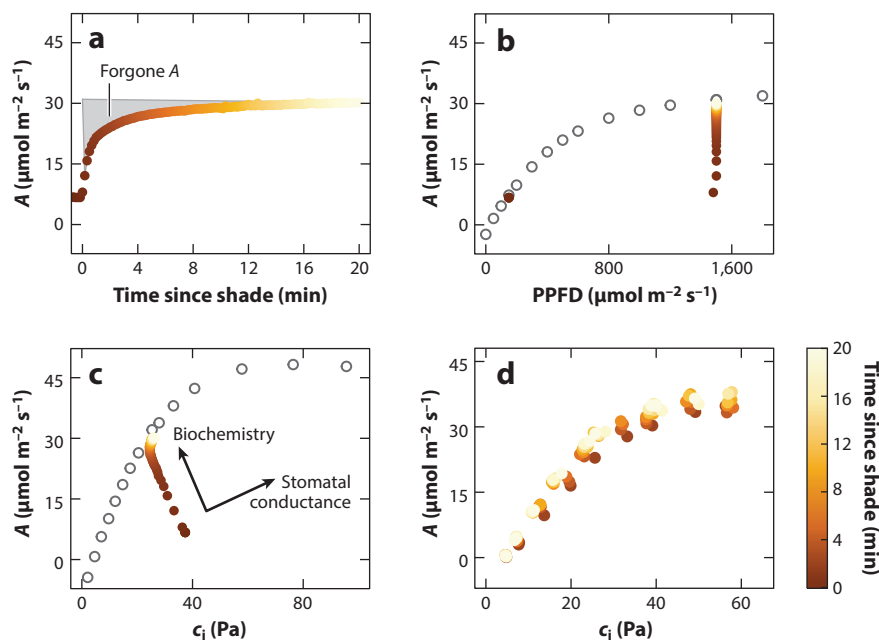 a
Forgone A
45
30
15
0
A (μmol m−2 s−1)
0
4
8
12
16
20
Time since shade (min)
b
45
30
15
0
A (μmol m−2 s−1)
0
800
1,600
PPFD (μmol m−2 s−1)
c
Biochemistry
Stomatal
conductance
45
30
15
0
A (μmol m−2 s−1)
0
40
80
ci (Pa)
d
45
30
15
0
A (μmol m−2 s−1)
0
20
40
60
ci (Pa)
20
16
12
8
4
0
Time since shade (min)